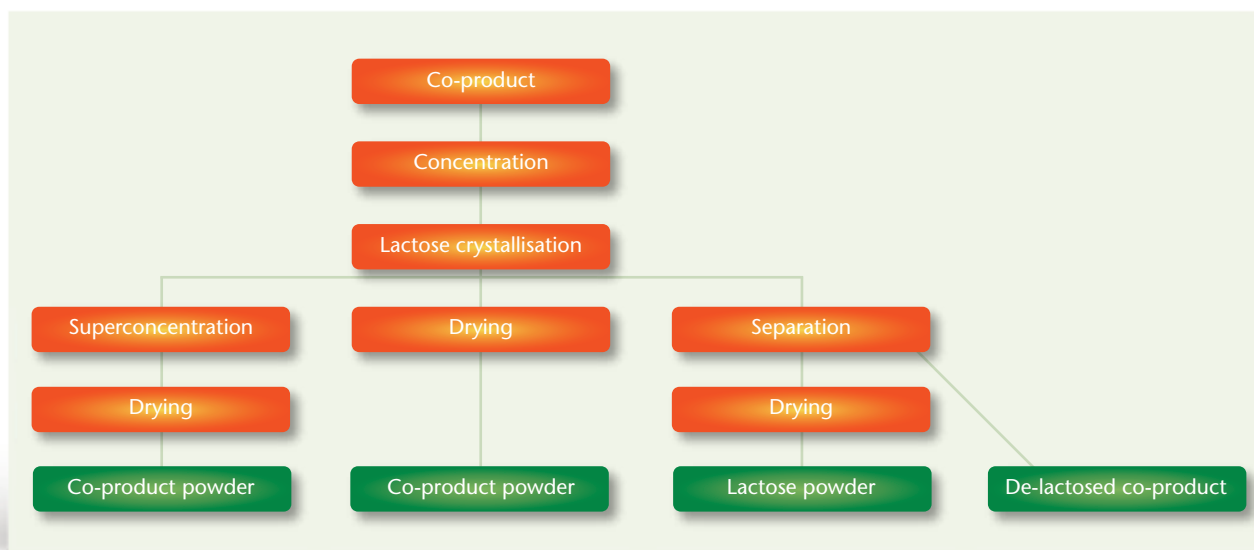 Co-product
Concentration
Lactose crystallisation
Superconcentration
Drying
Separation
Drying
Drying
Co-product powder
Co-product powder
Lactose powder
De-lactosed co-product